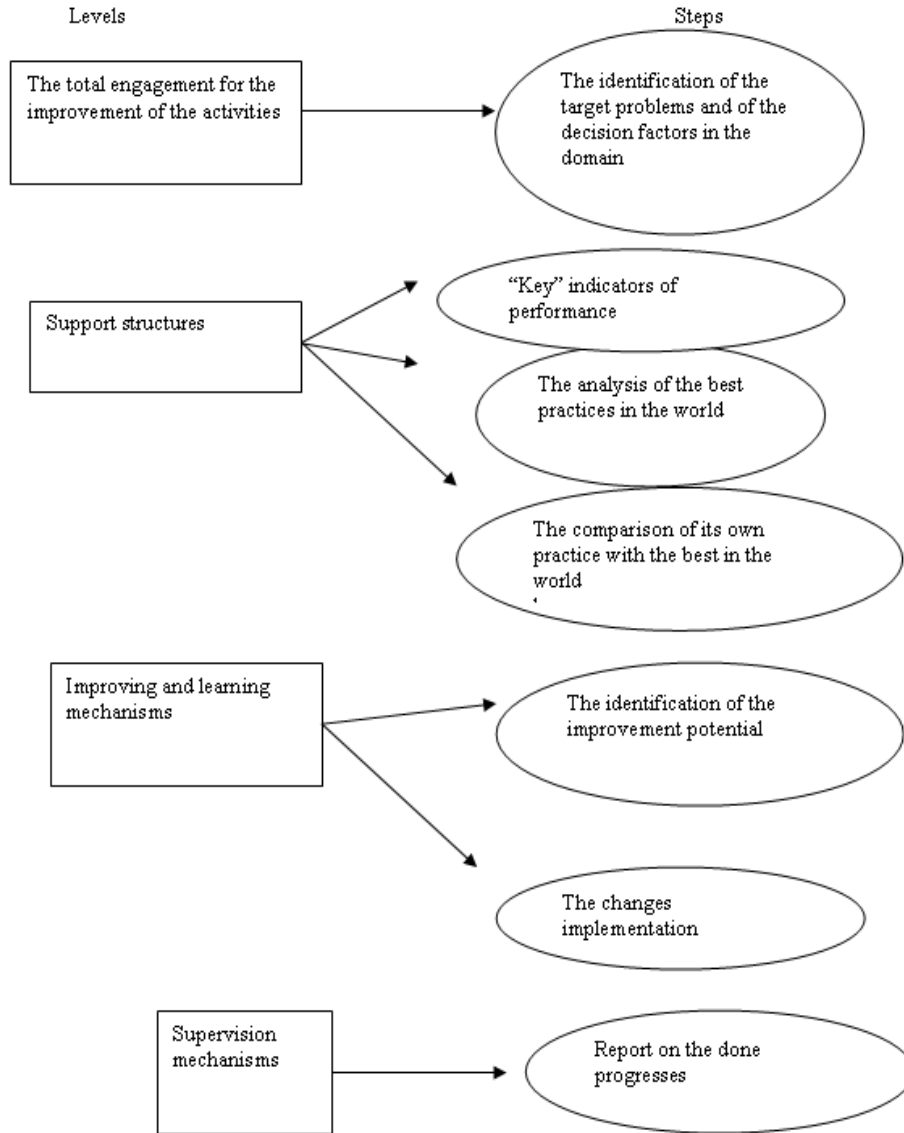 Levels
Steps
The total engagement for the
improvement of the activities
The identification of the
target problems and of the
decision factors in the
domain
Support structures
“Key” indicators of
performance
The analysis of the best
practices in the world
The comparison of its own
practice with the best in the
world
Improving and learning
mechanisms
The identification of the
improvement potential
The changes
implementation
Supervision
mechanisms
Report on the done
progresses